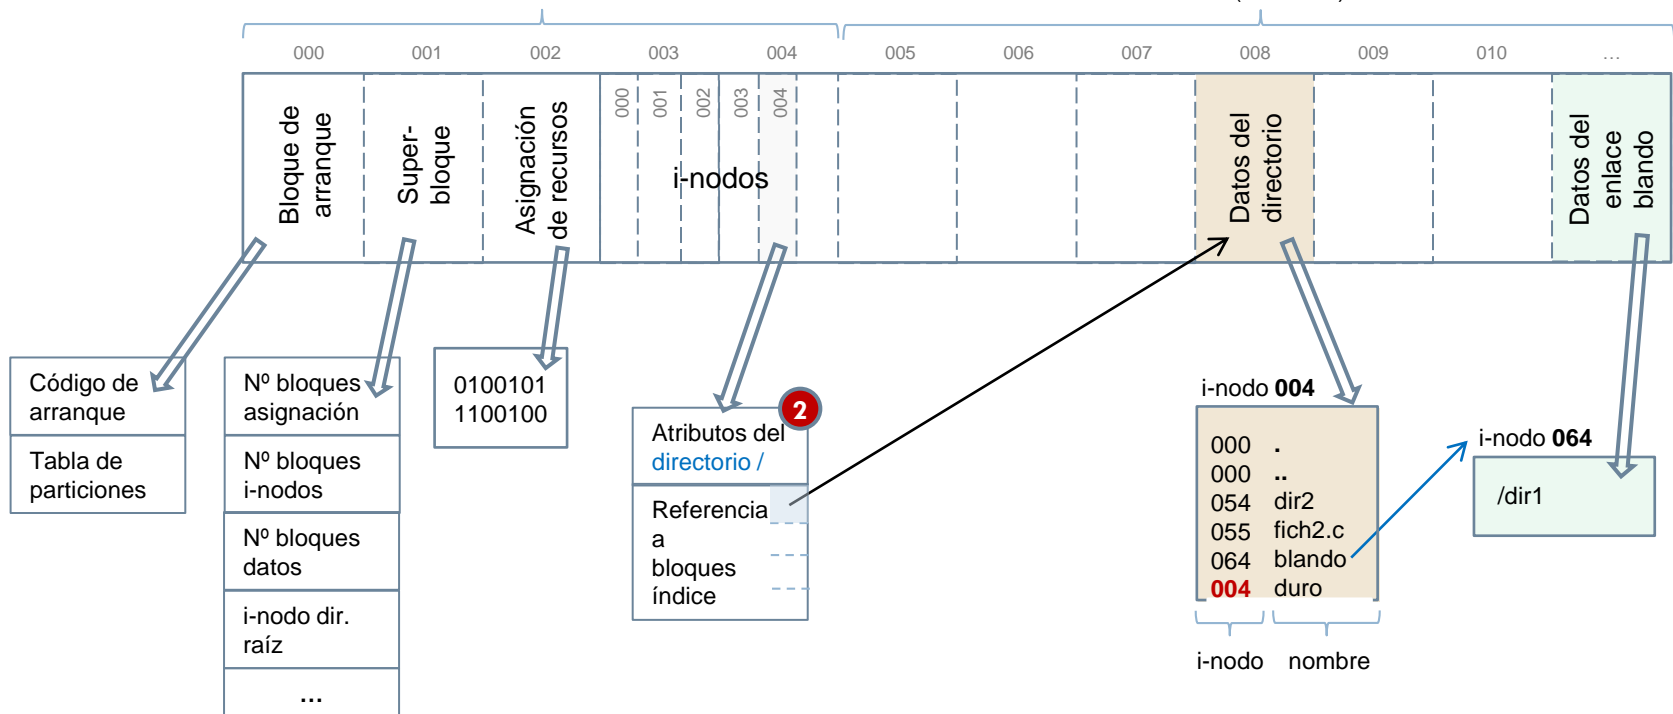 000 001 002 003 004 005 006 007 008 009 010 ...
Bloque de
arranque
Super-
bloque
Asignación
de recursos
000 001 002 003 004
i-nodos
Datos del
directorio
Datos del
enlace
blando
Código de
arranque
Tabla de
particiones
Nº bloques
asignación
Nº bloques
i-nodos
Nº bloques
datos
i-nodo dir.
raíz
...
0100101
1100100
2
Atributos del
directorio /
Referencia
a
bloques
índice
i-nodo 004
000 .
000 ..
054 dir2
055 fich2.c
064 blando
004 duro
i-nodo nombre
i-nodo 064
/dir1